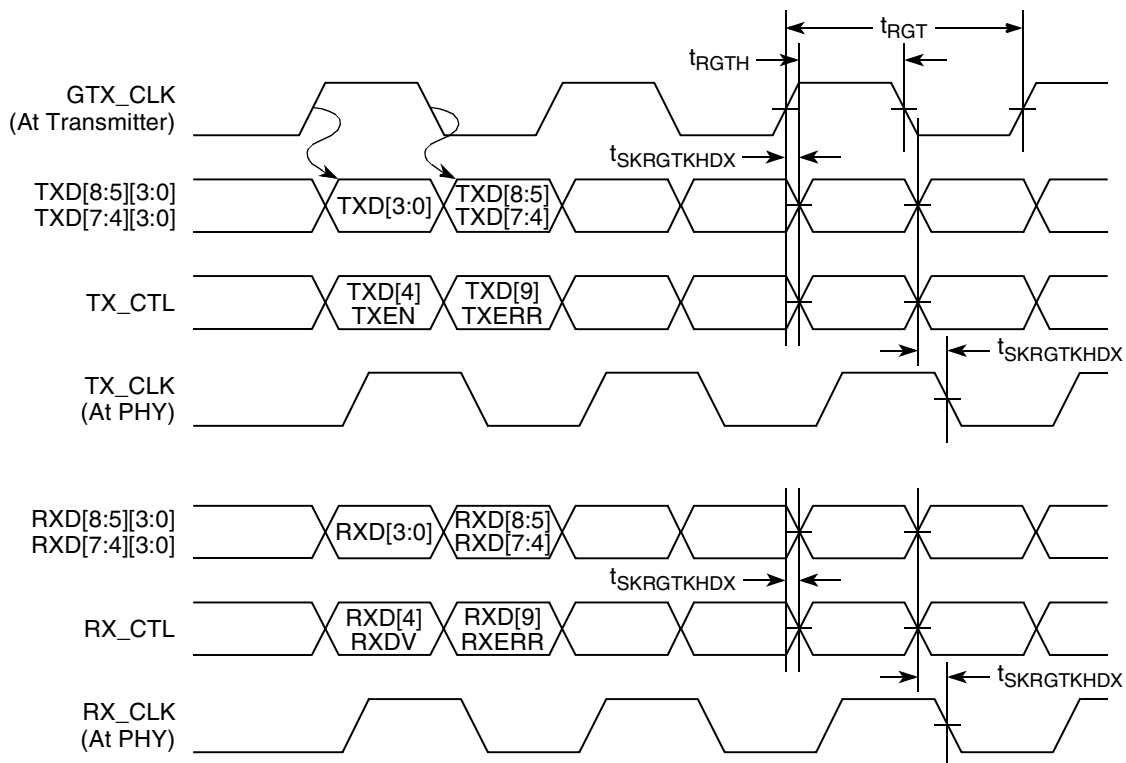 tRGT
tRGTH
GTX_CLK
(At Transmitter)
tSKRGTKHDX
TXD[8:5][3:0]
TXD[7:4][3:0]
TXD[3:0]
TXD[8:5]
TXD[7:4]
TX_CTL
TXD[4]
TXEN
TXD[9]
TXERR
tSKRGTKHDX
TX_CLK
(At PHY)
RXD[8:5][3:0]
RXD[7:4][3:0]
RXD[3:0]
RXD[8:5]
RXD[7:4]
tSKRGTKHDX
RX_CTL
RXD[4]
RXDV
RXD[9]
RXERR
tSKRGTKHDX
RX_CLK
(At PHY)